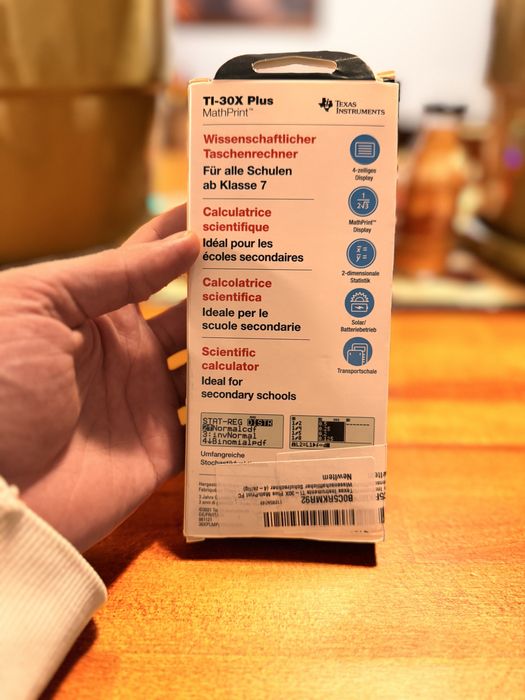 TI-30X Plus
MathPrint™
TEXAS
INSTRUMENTS
Wissenschaftlicher
Taschenrechner
Für alle Schulen
ab Klasse 7
Calculatrice
scientifique
Idéal pour les
écoles secondaires
Calcolatrice
scientifica
Ideale per le
scuole secondarie
Scientific
calculator
Ideal for
secondary schools
4-zeiliges
Display
MathPrint™
Display
2-dimensionale
Statistik
Solar/
Batteriebetrieb
Transportschale
STAT-REG DISTR
2:Normalcdf
3:invNormal
4↓Binomialpdf
Umfangreiche
NewItem